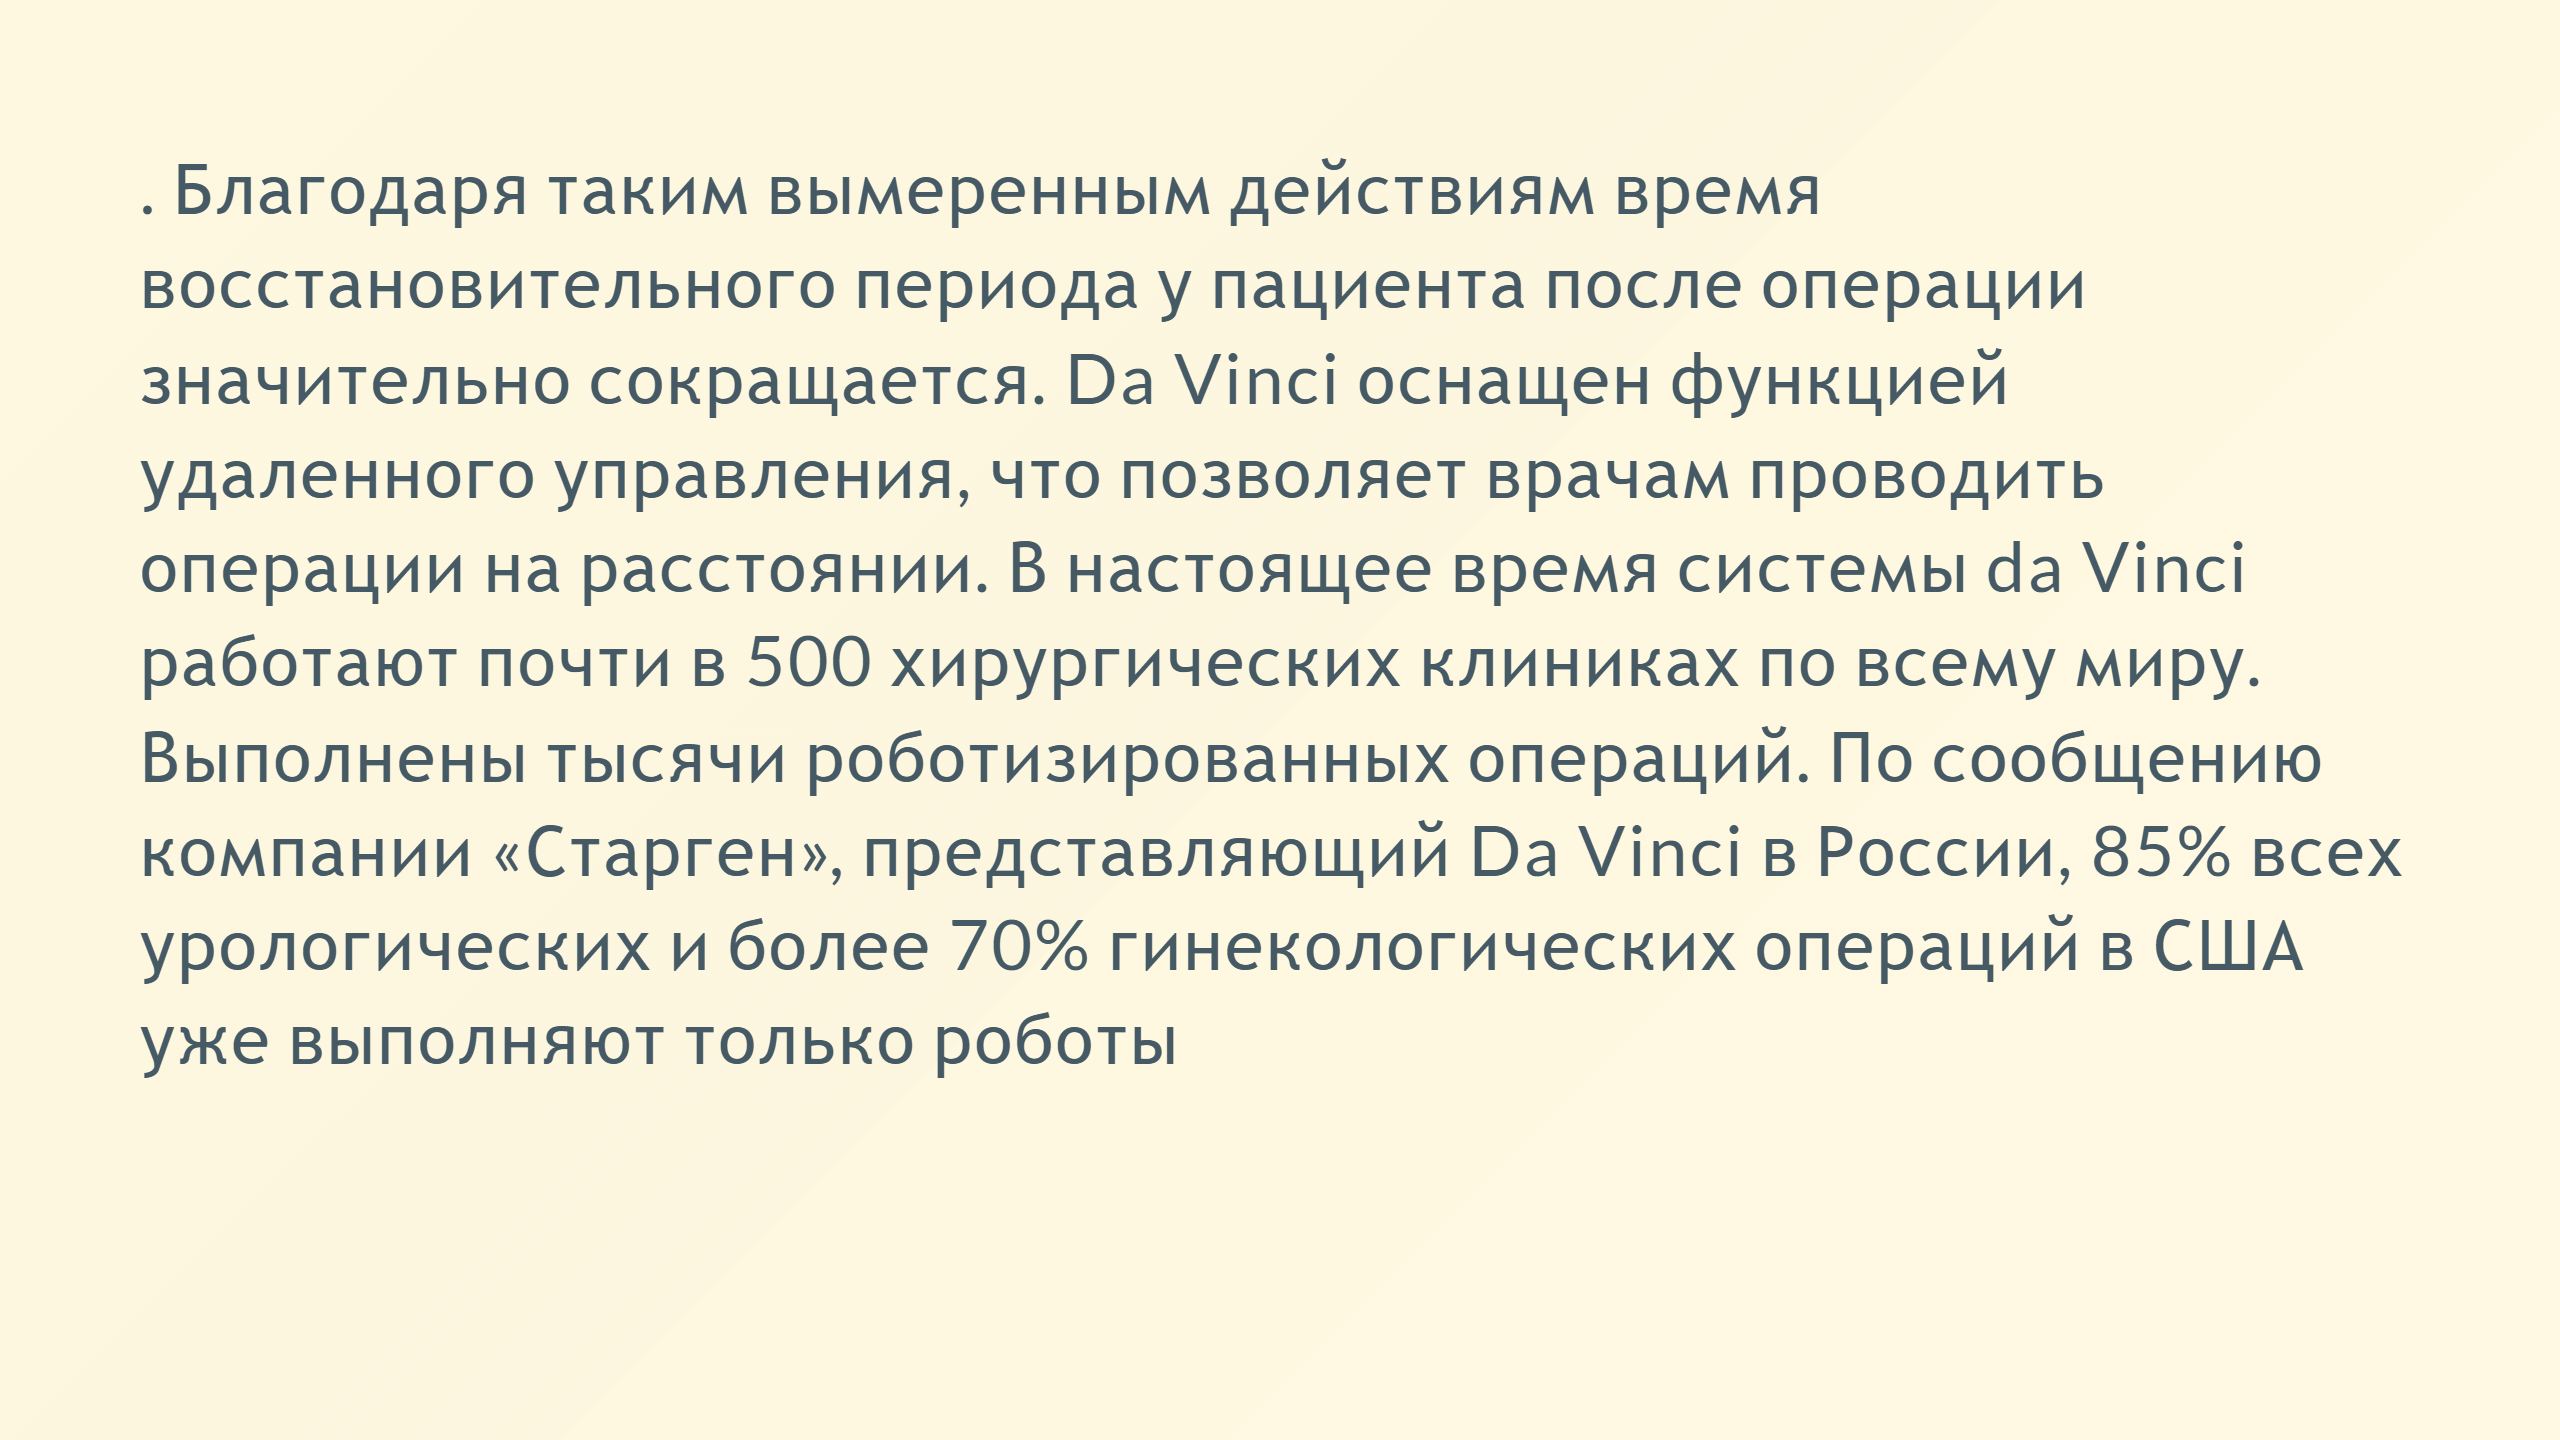 . Благодаря таким вымеренным действиям время
восстановительного периода у пациента после операции
значительно сокращается. Da Vinci оснащен функцией
удаленного управления, что позволяет врачам проводить
операции на расстоянии. В настоящее время системы da Vinci
работают почти в 500 хирургических клиниках по всему миру.
Выполнены тысячи роботизированных операций. По сообщению
компании «Старген», представляющий Da Vinci в России, 85% всех
урологических и более 70% гинекологических операций в США
уже выполняют только роботы